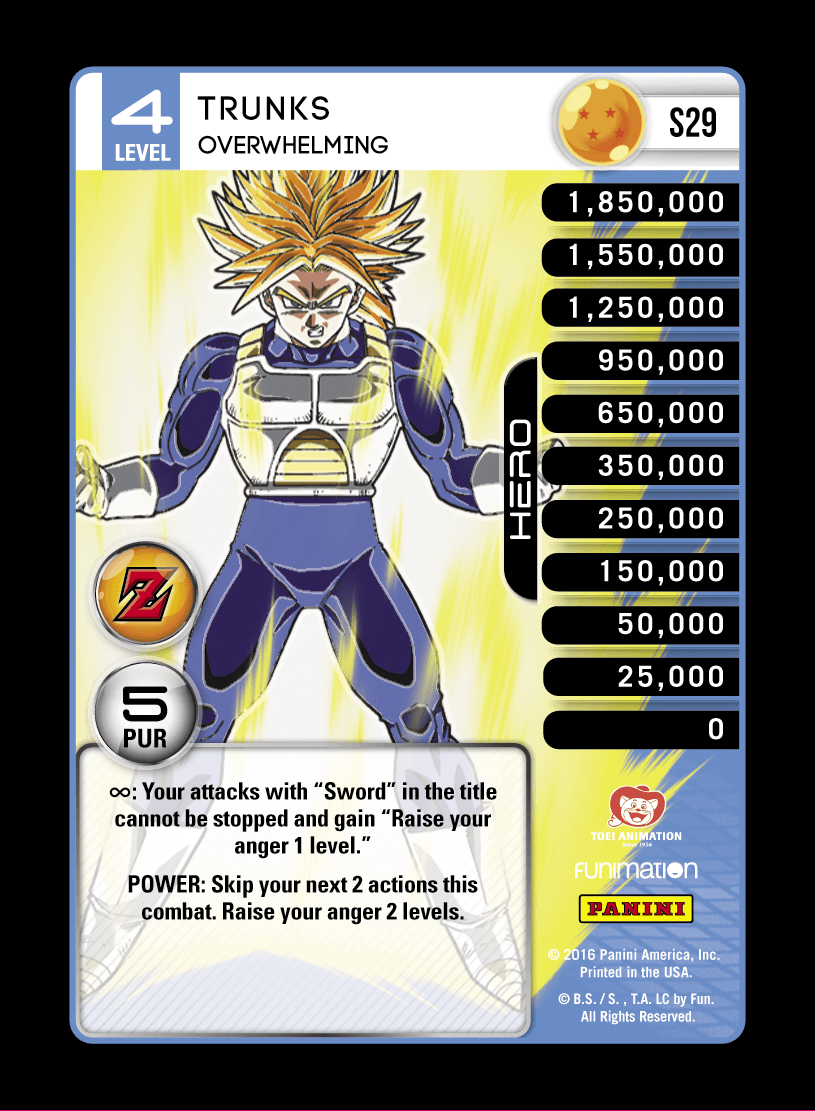 4
LEVEL
TRUNKS
OVERWHELMING
S29
1,850,000
1,550,000
1,250,000
950,000
650,000
350,000
250,000
150,000
50,000
25,000
0
HERO
Z
5
PUR
∞: Your attacks with “Sword” in the title
cannot be stopped and gain “Raise your
anger 1 level.”
POWER: Skip your next 2 actions this
combat. Raise your anger 2 levels.
TOEI ANIMATION
Since 1956
FUNIMATION
PANINI
© 2016 Panini America, Inc.
Printed in the USA.
© B.S. / S. , T.A. LC by Fun.
All Rights Reserved.